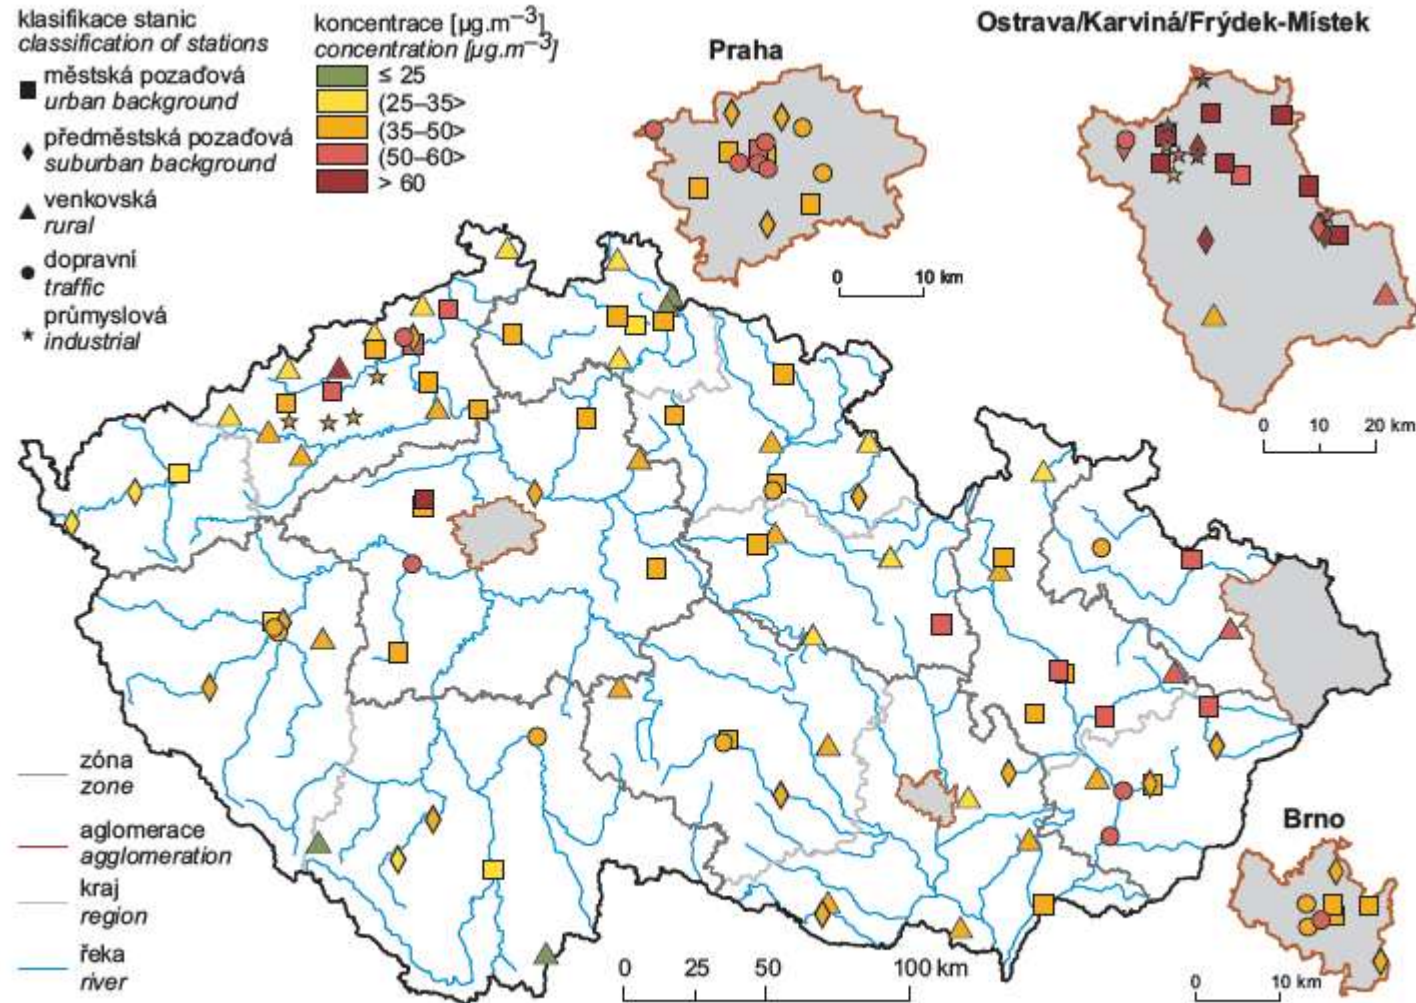 klasifikace stanic
classification of stations
městská pozaďová
urban background
předměstská pozaďová
suburban background
venkovská
rural
dopravní
traffic
průmyslová
industrial
koncentrace [µg.m⁻³]
concentration [µg.m⁻³]
≤ 25
(25–35>
(35–50>
(50–60>
> 60
Praha
0 10 km
Ostrava/Karviná/Frýdek-Místek
0 10 20 km
zóna
zone
aglomerace
agglomeration
kraj
region
řeka
river
0 25 50 100 km
Brno
0 10 km